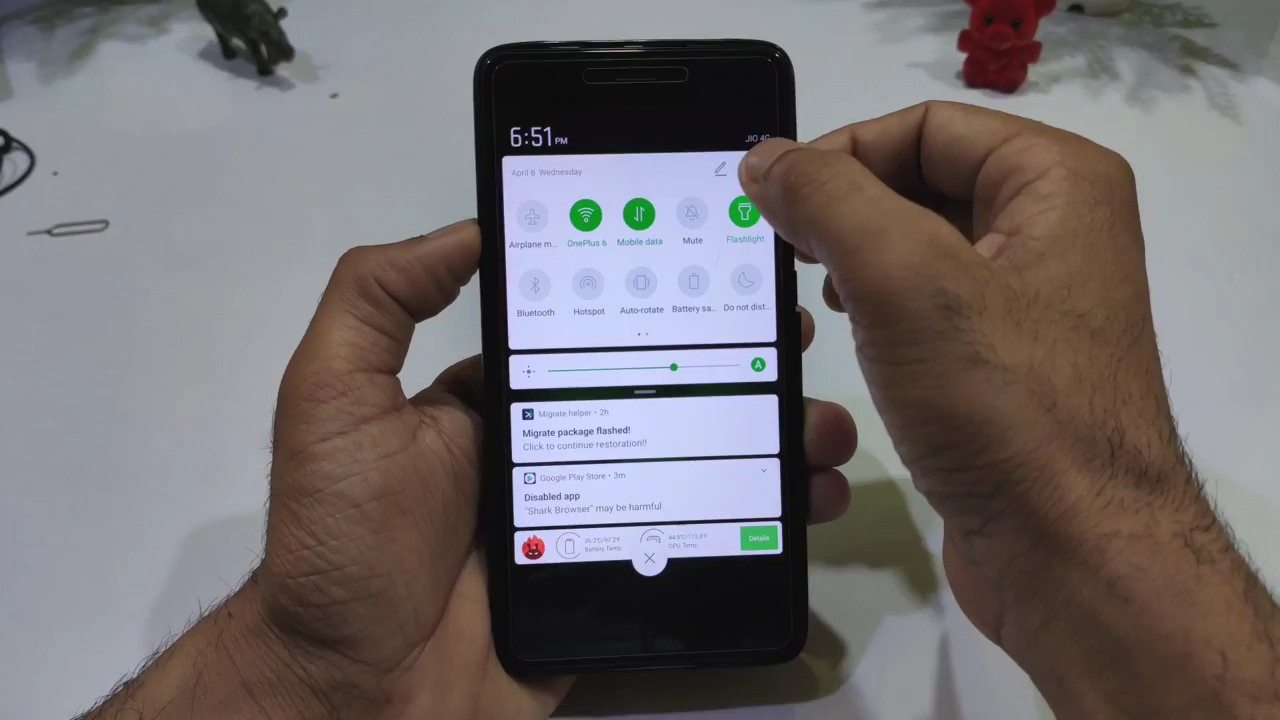 6:51 PM
JIO 4G
April 8 Wednesday
Airplane m...
OnePlus 6
Mobile data
Mute
Flashlight
Bluetooth
Hotspot
Auto-rotate
Battery sa...
Do not dist...
A
Migrate helper • 2h
Migrate package flashed!
Click to continue restoration!!
Google Play Store • 3m
Disabled app
"Shark Browser" may be harmful
Battery Temp
CPU Temp
Details